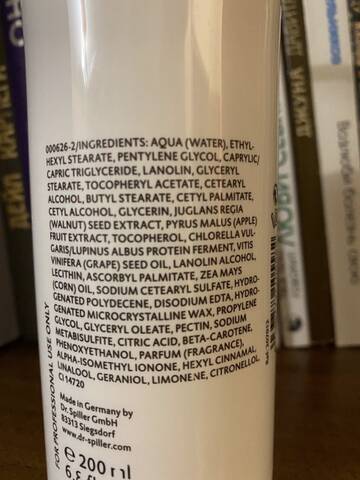 000626-2/INGREDIENTS: AQUA (WATER), ETHYL-
HEXYL STEARATE, PENTYLENE GLYCOL, CAPRYLIC/
CAPRIC TRIGLYCERIDE, LANOLIN, GLYCERYL
STEARATE, TOCOPHERYL ACETATE, CETEARYL
ALCOHOL, BUTYL STEARATE, CETYL PALMITATE,
CETYL ALCOHOL, GLYCERIN, JUGLANS REGIA
(WALNUT) SEED EXTRACT, PYRUS MALUS (APPLE)
FRUIT EXTRACT, TOCOPHEROL, CHLORELLA VUL-
GARIS/LUPINUS ALBUS PROTEIN FERMENT, VITIS
VINIFERA (GRAPE) SEED OIL, LANOLIN ALCOHOL,
LECITHIN, ASCORBYL PALMITATE, ZEA MAYS
(CORN) OIL, SODIUM CETEARYL SULFATE, HYDRO-
GENATED POLYDECENE, DISODIUM EDTA, HYDRO-
GENATED MICROCRYSTALLINE WAX, PROPYLENE
GLYCOL, GLYCERYL OLEATE, PECTIN, SODIUM
METABISULFITE, CITRIC ACID, BETA-CAROTENE,
PHENOXYETHANOL, PARFUM (FRAGRANCE),
ALPHA-ISOMETHYL IONONE, HEXYL CINNAMAL,
LINALOOL, GERANIOL, LIMONENE, CITRONELLOL,
CI 14720
FOR PROFESSIONAL USE ONLY
Made in Germany by
Dr. Spiller GmbH
83313 Siegsdorf
www.dr-spiller.com
e 200 ml